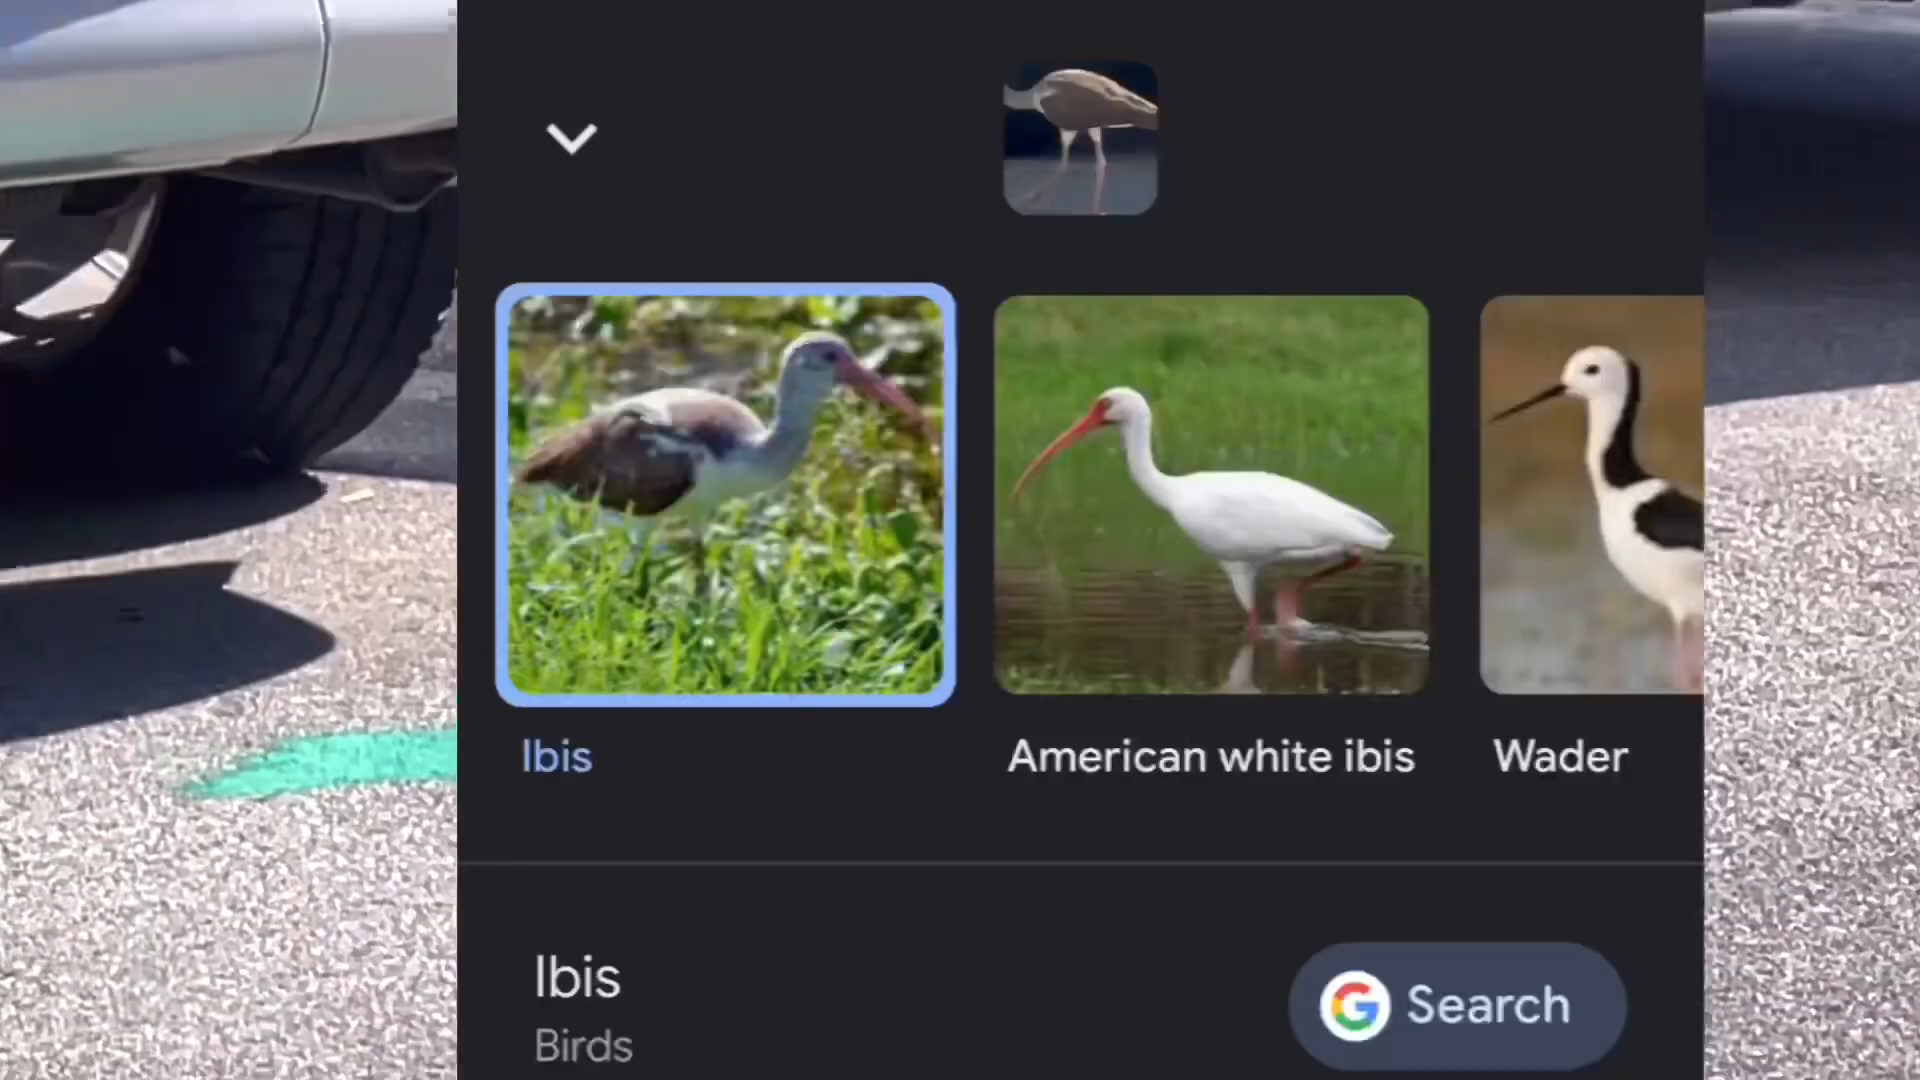 Ibis
American white ibis
Wader
Ibis
Search
Birds